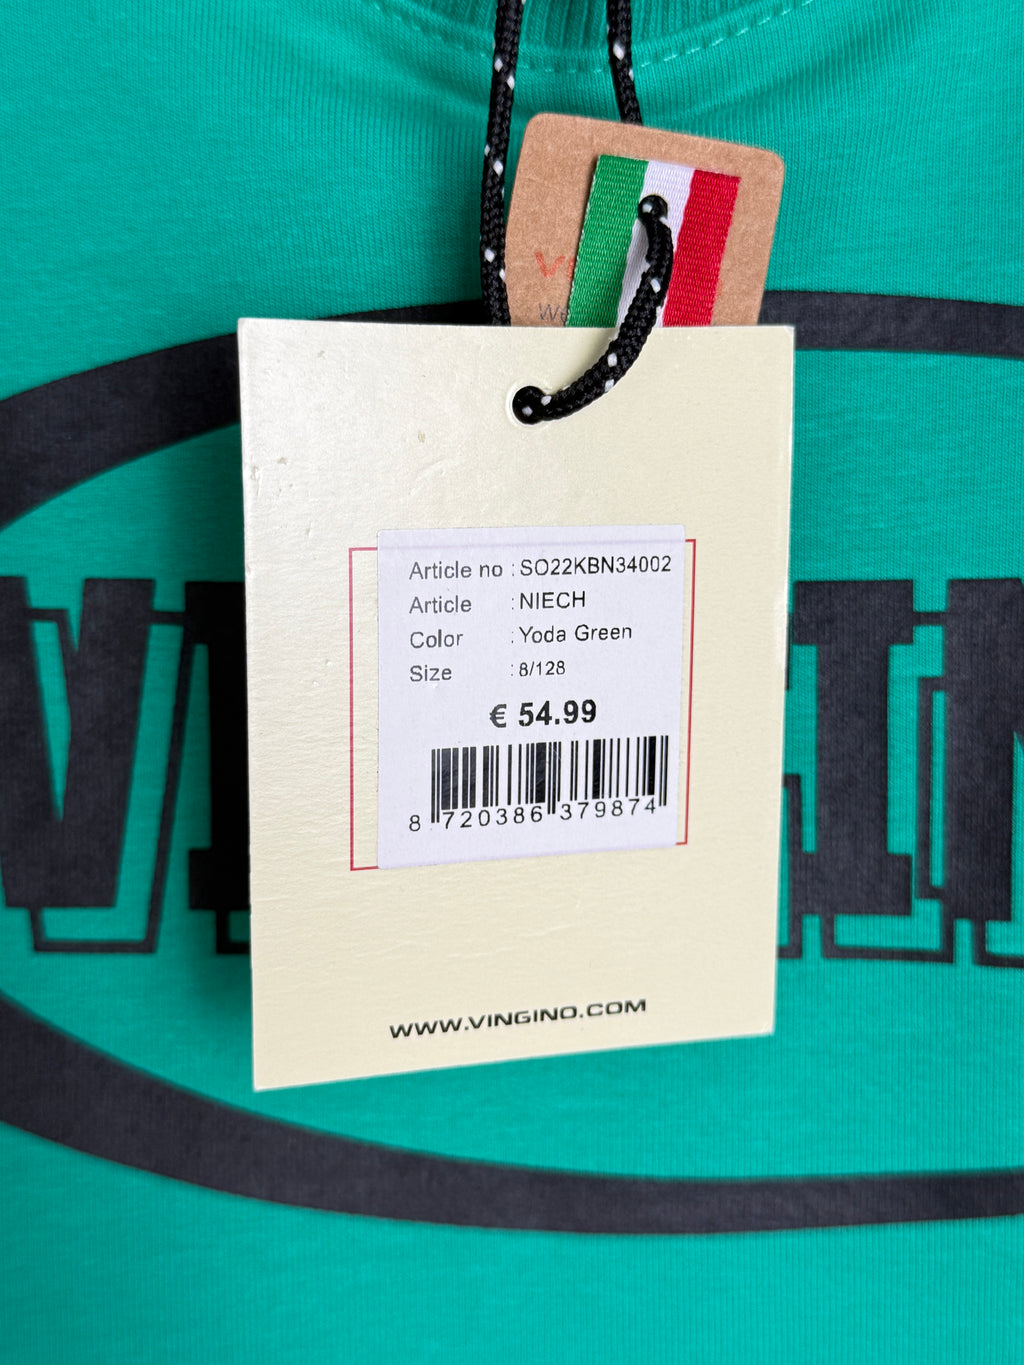 Article no : SO22KBN34002
Article : NIECH
Color : Yoda Green
Size : 8/128
€ 54.99
8 720386 379874
WWW.VINGINO.COM